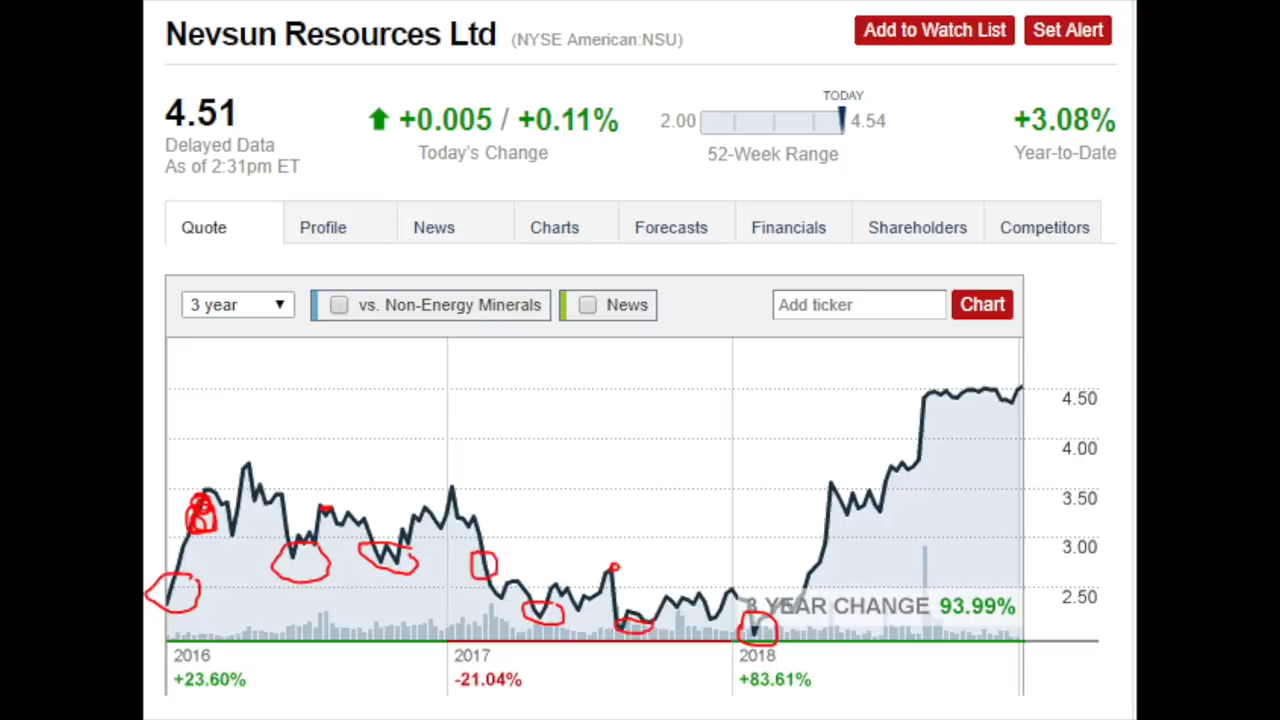 Nevsun Resources Ltd (NYSE American:NSU)
Add to Watch List
Set Alert
4.51
Delayed Data
As of 2:31pm ET
+0.005 / +0.11%
Today's Change
TODAY
2.00
4.54
52-Week Range
+3.08%
Year-to-Date
Quote
Profile
News
Charts
Forecasts
Financials
Shareholders
Competitors
3 year
vs. Non-Energy Minerals
News
Add ticker
Chart
4.50
4.00
3.50
3.00
2.50
3 YEAR CHANGE 93.99%
2016
2017
2018
+23.60%
-21.04%
+83.61%